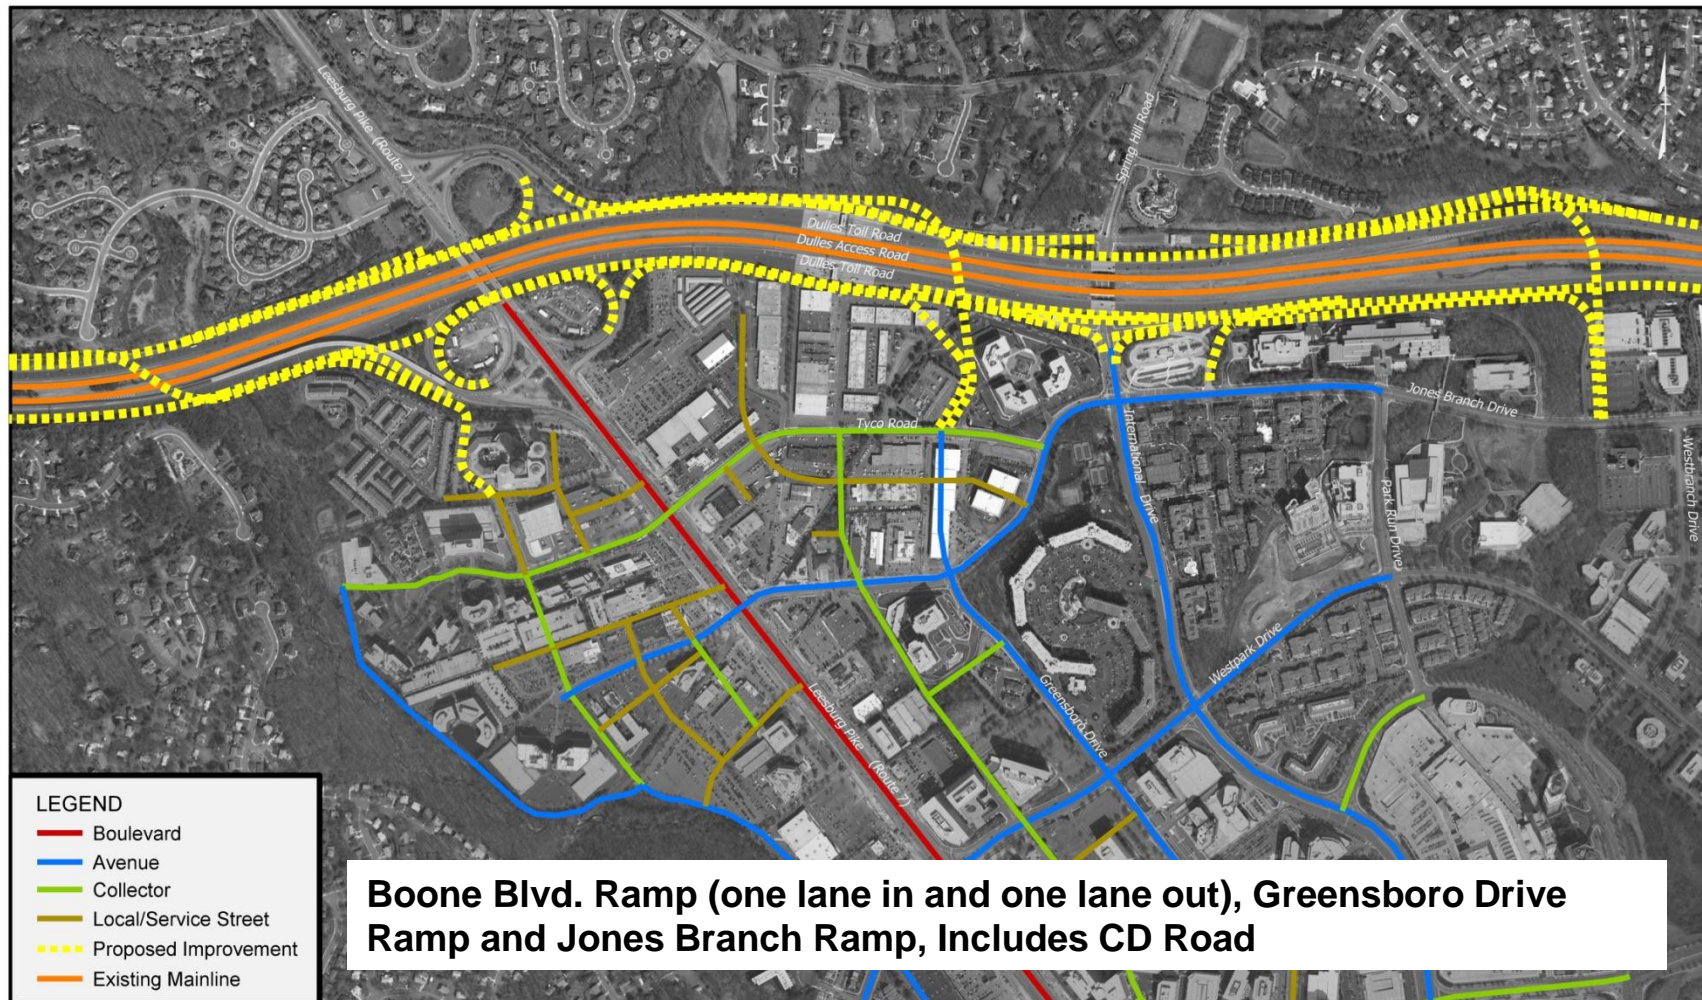 Leesburg Pike (Route 7)
Spring Hill Road
Dulles Toll Road
Dulles Access Road
Dulles Toll Road
Jones Branch Drive
Tyco Road
International Drive
Westbranch Drive
Park Run Drive
Westpark Drive
Greensboro Drive
Leesburg Pike (Route 7)
LEGEND
Boulevard
Avenue
Collector
Local/Service Street
Proposed Improvement
Existing Mainline
Boone Blvd. Ramp (one lane in and one lane out), Greensboro Drive
Ramp and Jones Branch Ramp, Includes CD Road